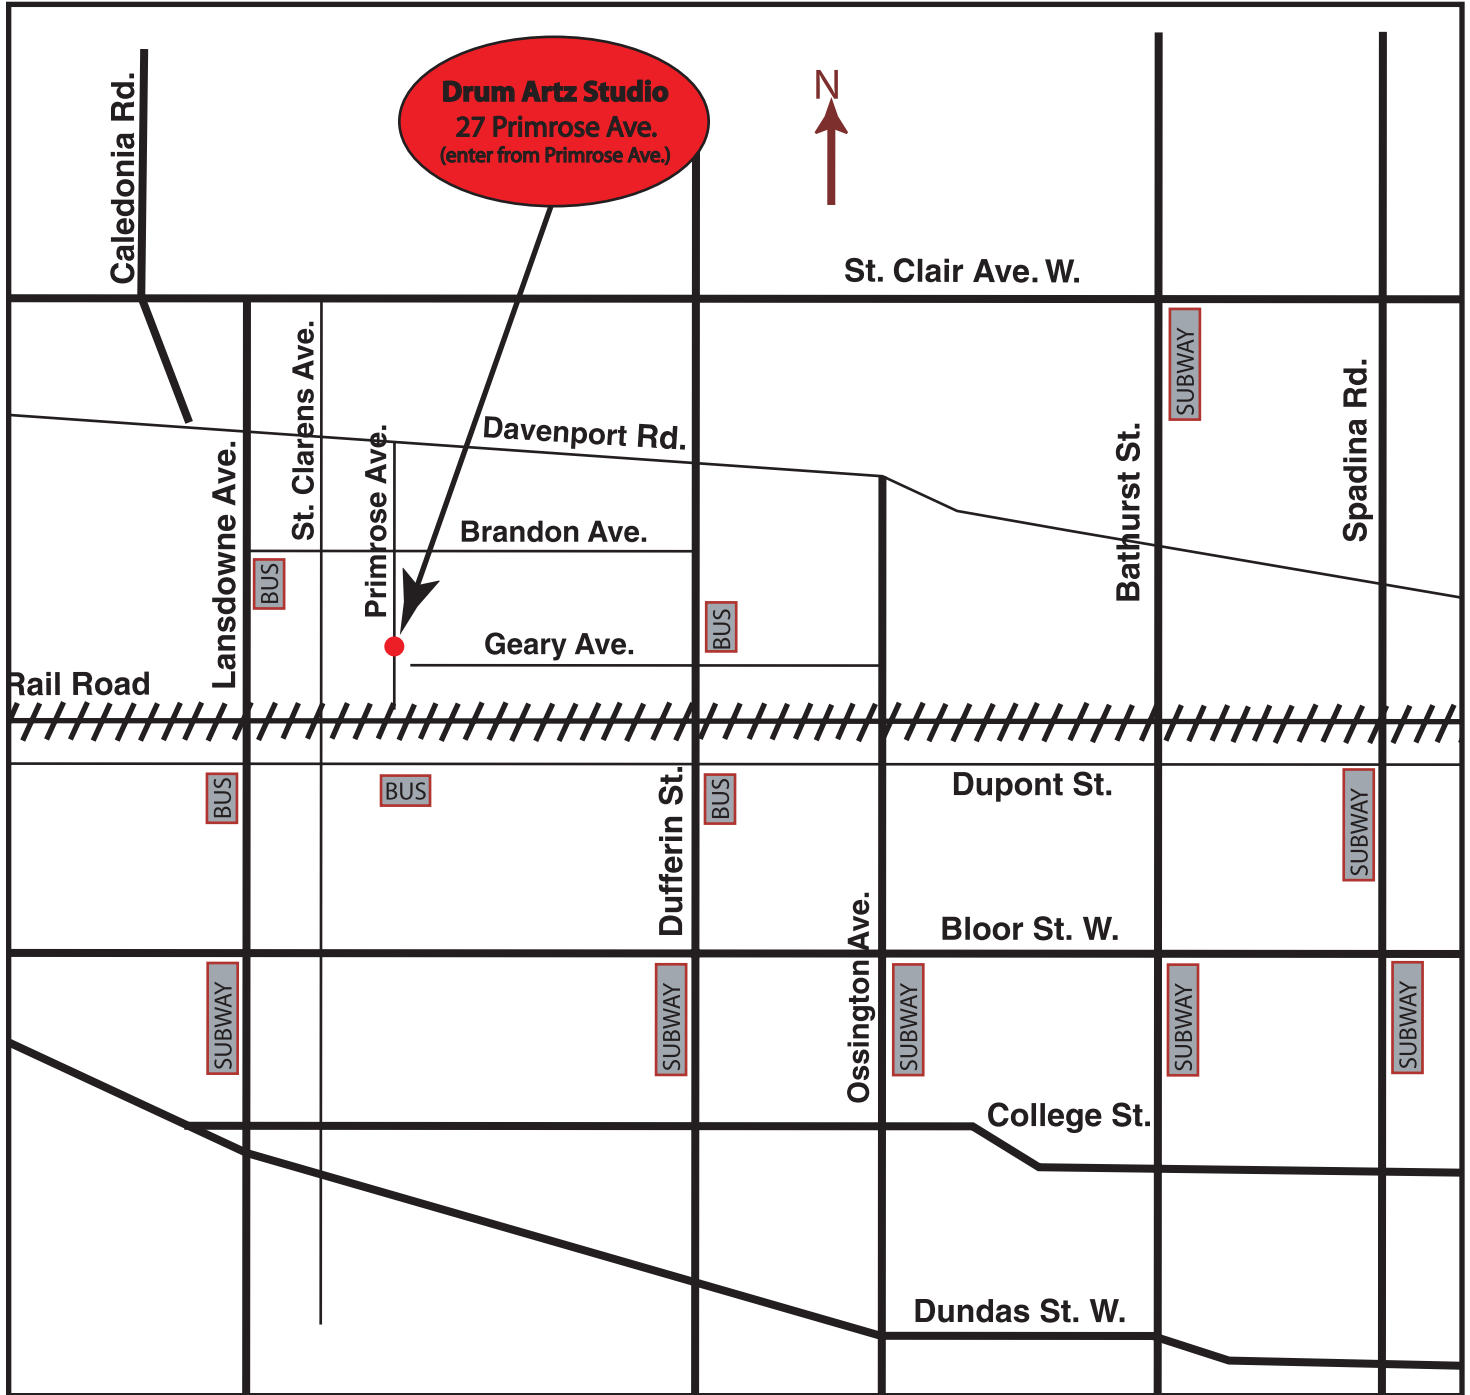 Drum Artz Studio
27 Primrose Ave.
(enter from Primrose Ave.)
N
Caledonia Rd.
St. Clair Ave. W.
SUBWAY
St. Clarens Ave.
Spadina Rd.
Davenport Rd.
Bathurst St.
Primrose Ave.
Lansdowne Ave.
Brandon Ave.
BUS
BUS
Geary Ave.
Rail Road
Dufferin St.
Dupont St.
BUS
BUS
BUS
SUBWAY
Ossington Ave.
Bloor St. W.
SUBWAY
SUBWAY
SUBWAY
SUBWAY
SUBWAY
College St.
Dundas St. W.